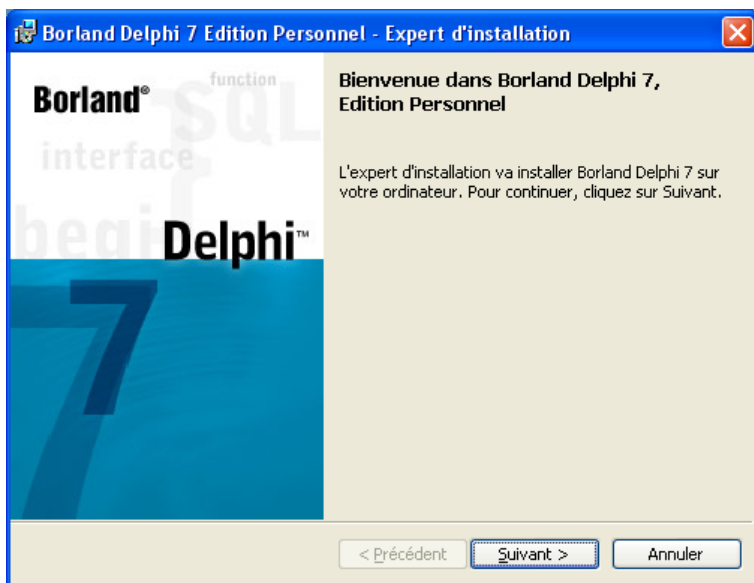 Borland Delphi 7 Edition Personnel - Expert d'installation
function
Borland®
SQL
interface
{
begin
Delphi™
7
7
Bienvenue dans Borland Delphi 7,
Edition Personnel
L'expert d'installation va installer Borland Delphi 7 sur
votre ordinateur. Pour continuer, cliquez sur Suivant.
< Précédent
Suivant >
Annuler